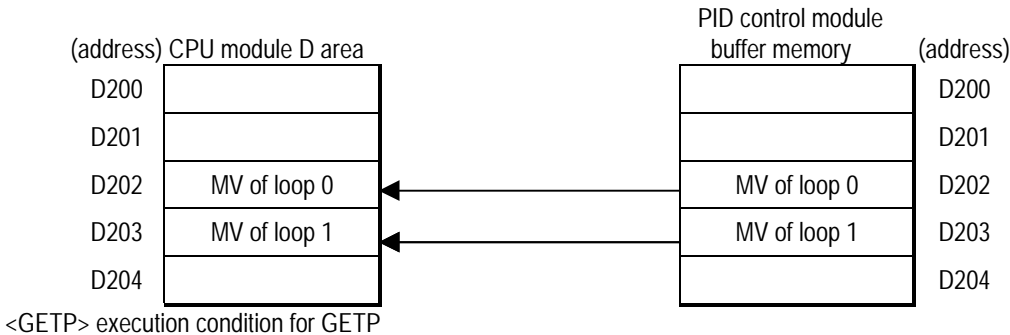 PID control module
(address) CPU module D area buffer memory (address)
D200 D200
D201 D201
D202 MV of loop 0 MV of loop 0 D202
D203 MV of loop 1 MV of loop 1 D203
D204 D204
<GETP> execution condition for GETP